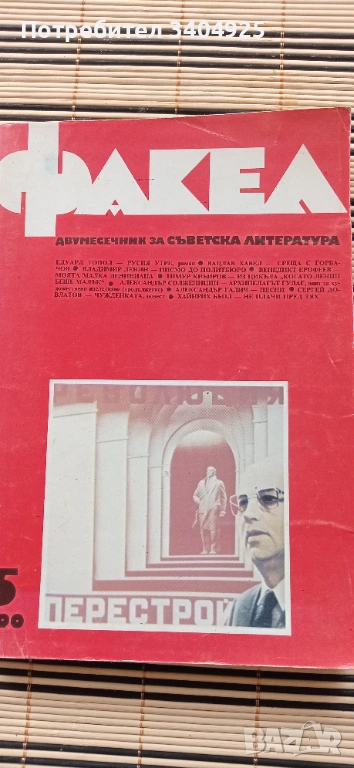 Потребител 3404925
ФАКЕЛ
ДВУМЕСЕЧНИК ЗА СЪВЕТСКА ЛИТЕРАТУРА
ЕДУАРД ТОПОЛ — РУСИЯ УТРЕ, роман ● ВАЦЛАВ ХАВЕЛ — СРЕЩА С ГОРБА-
ЧОВ ● ВЛАДИМИР ЛЕНИН — ПИСМО ДО ПОЛИТБЮРО ● ВЕНЕДИКТ ЕРОФЕЕВ —
МОЯТА МАЛКА ЛЕНИНИАНА ● ТИМУР КИБИРОВ — ИЗ ЦИКЪЛА „КОГАТО ЛЕНИН
БЕШЕ МАЛЪК“ ● АЛЕКСАНДЪР СОЛЖЕНИЦИН — АРХИПЕЛАГЪТ ГУЛАГ,
● АЛЕКСАНДЪР ГАЛИЧ — ПЕСНИ ● СЕРГЕЙ ДО-
ВЛАТОВ — ЧУЖДЕНКАТА, повест ● ХАЙНРИХ БЬОЛ — НЕ ПЛАЧИ ПРЕД ТЯХ
ПЕРЕСТРОЙ
5
BAZAR